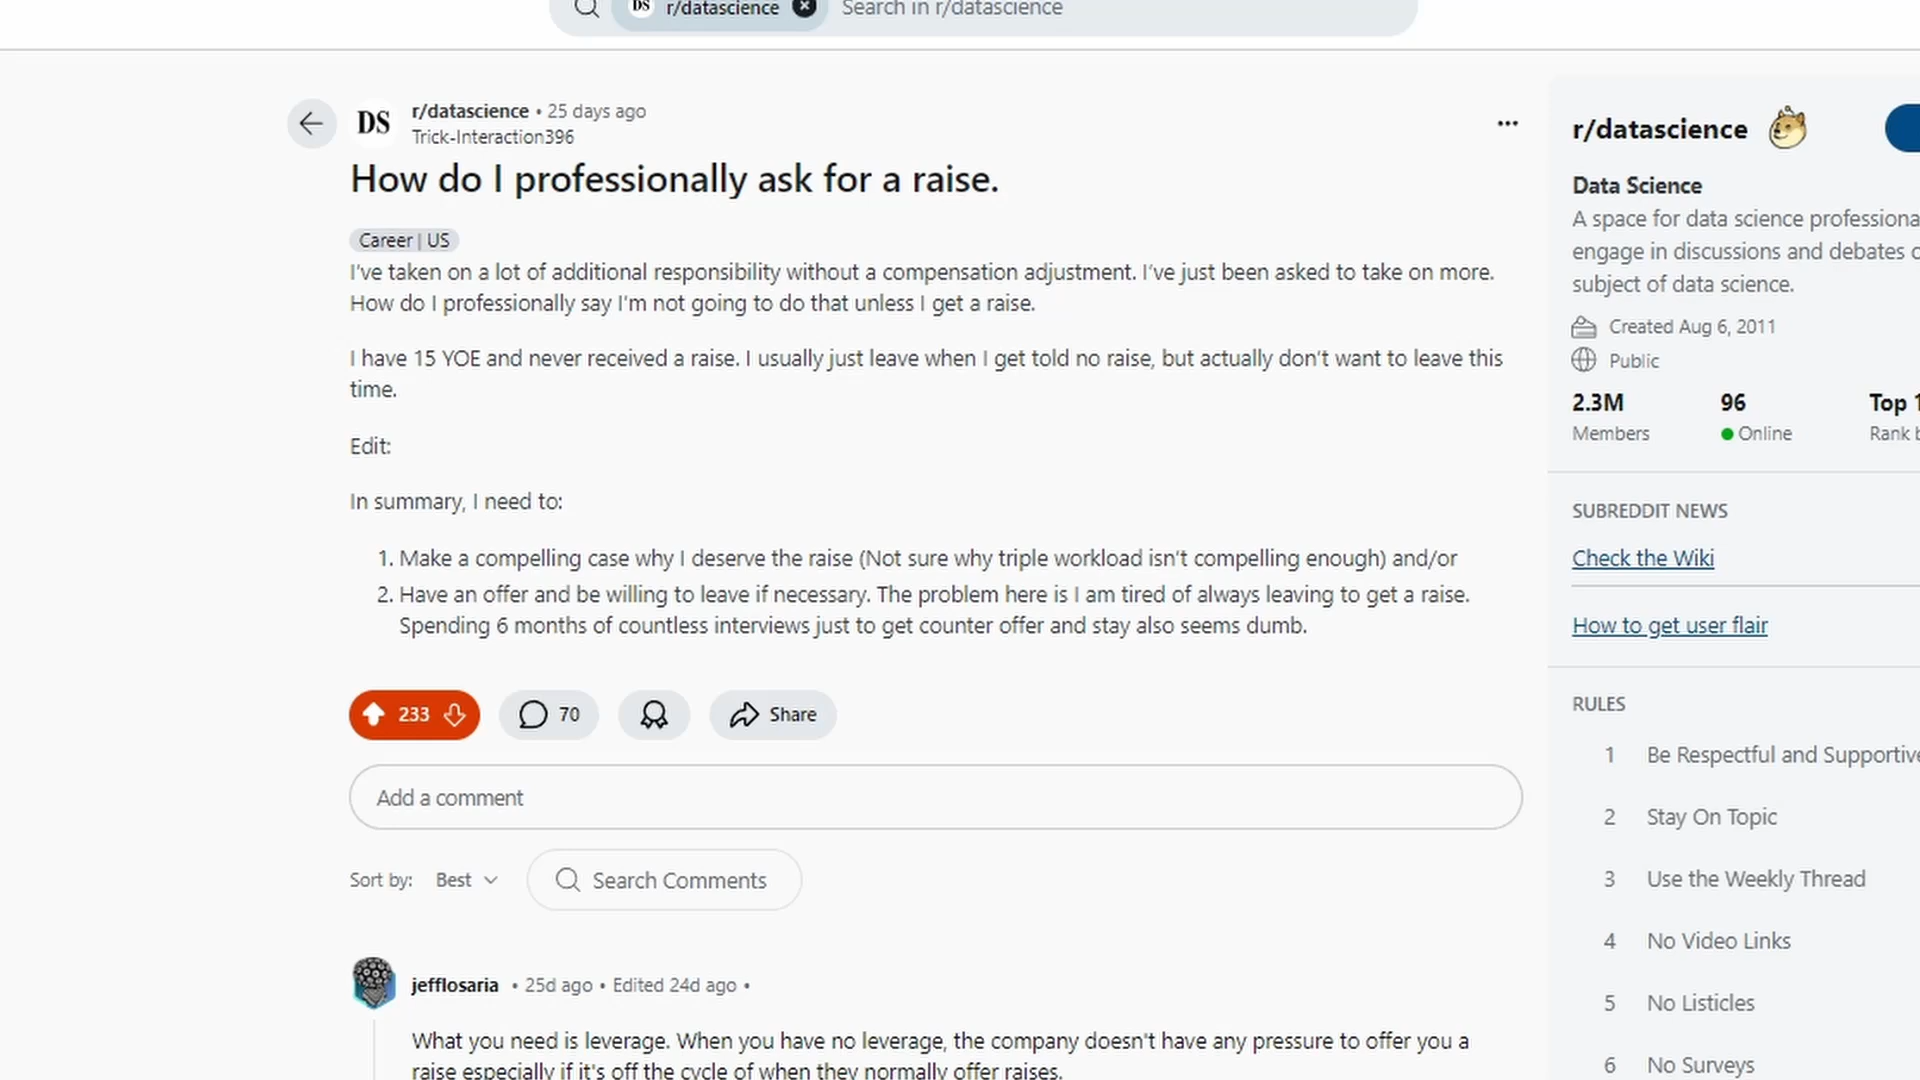 DS r/datascience Search in r/datascience
DS
r/datascience • 25 days ago
Trick-Interaction396
How do I professionally ask for a raise.
Career | US
I've taken on a lot of additional responsibility without a compensation adjustment. I've just been asked to take on more.
How do I professionally say I'm not going to do that unless I get a raise.
I have 15 YOE and never received a raise. I usually just leave when I get told no raise, but actually don't want to leave this
time.
Edit:
In summary, I need to:
1. Make a compelling case why I deserve the raise (Not sure why triple workload isn't compelling enough) and/or
2. Have an offer and be willing to leave if necessary. The problem here is I am tired of always leaving to get a raise.
Spending 6 months of countless interviews just to get counter offer and stay also seems dumb.
233 70 Share
Add a comment
Sort by: Best Search Comments
jefflosaria • 25d ago • Edited 24d ago •
What you need is leverage. When you have no leverage, the company doesn't have any pressure to offer you a
raise especially if it's off the cycle of when they normally offer raises.
r/datascience
Data Science
A space for data science
engage in discussions and debates
subject of data science.
Created Aug 6, 2011
Public
2.3M 96 Top
Members Online Rank
SUBREDDIT NEWS
Check the Wiki
How to get user flair
RULES
1 Be Respectful and Supportive
2 Stay On Topic
3 Use the Weekly Thread
4 No Video Links
5 No Listicles
6 No Surveys